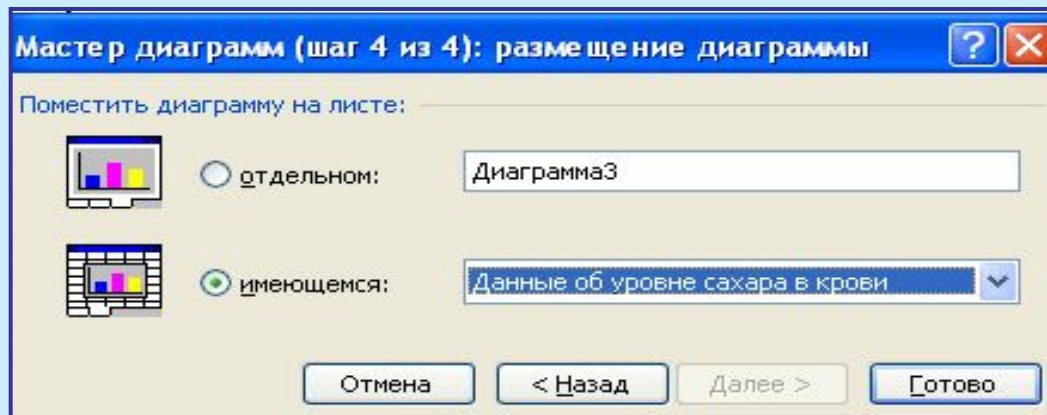 Мастер диаграмм (шаг 4 из 4): размещение диаграммы
Поместить диаграмму на листе:
отдельном: Диаграмма3
имеющемся: Данные об уровне сахара в крови
Отмена < Назад Далее > Готово